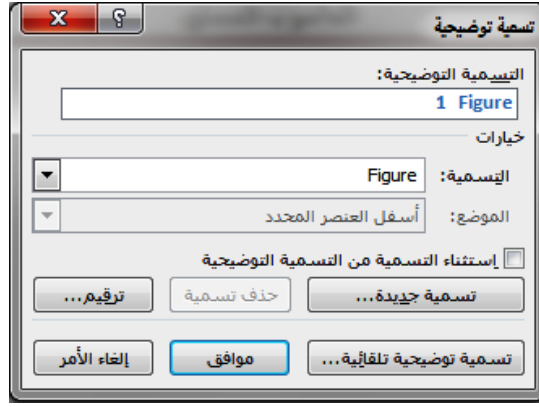 تسمية توضيحية
التسمية التوضيحية:
1 Figure
خيارات
التسمية: Figure
الموضع: أسفل العنصر المحدد
إستثناء التسمية من التسمية التوضيحية
تسمية جديدة... حذف تسمية ترقيم...
تسمية توضيحية تلقائية... موافق إلغاء الأمر